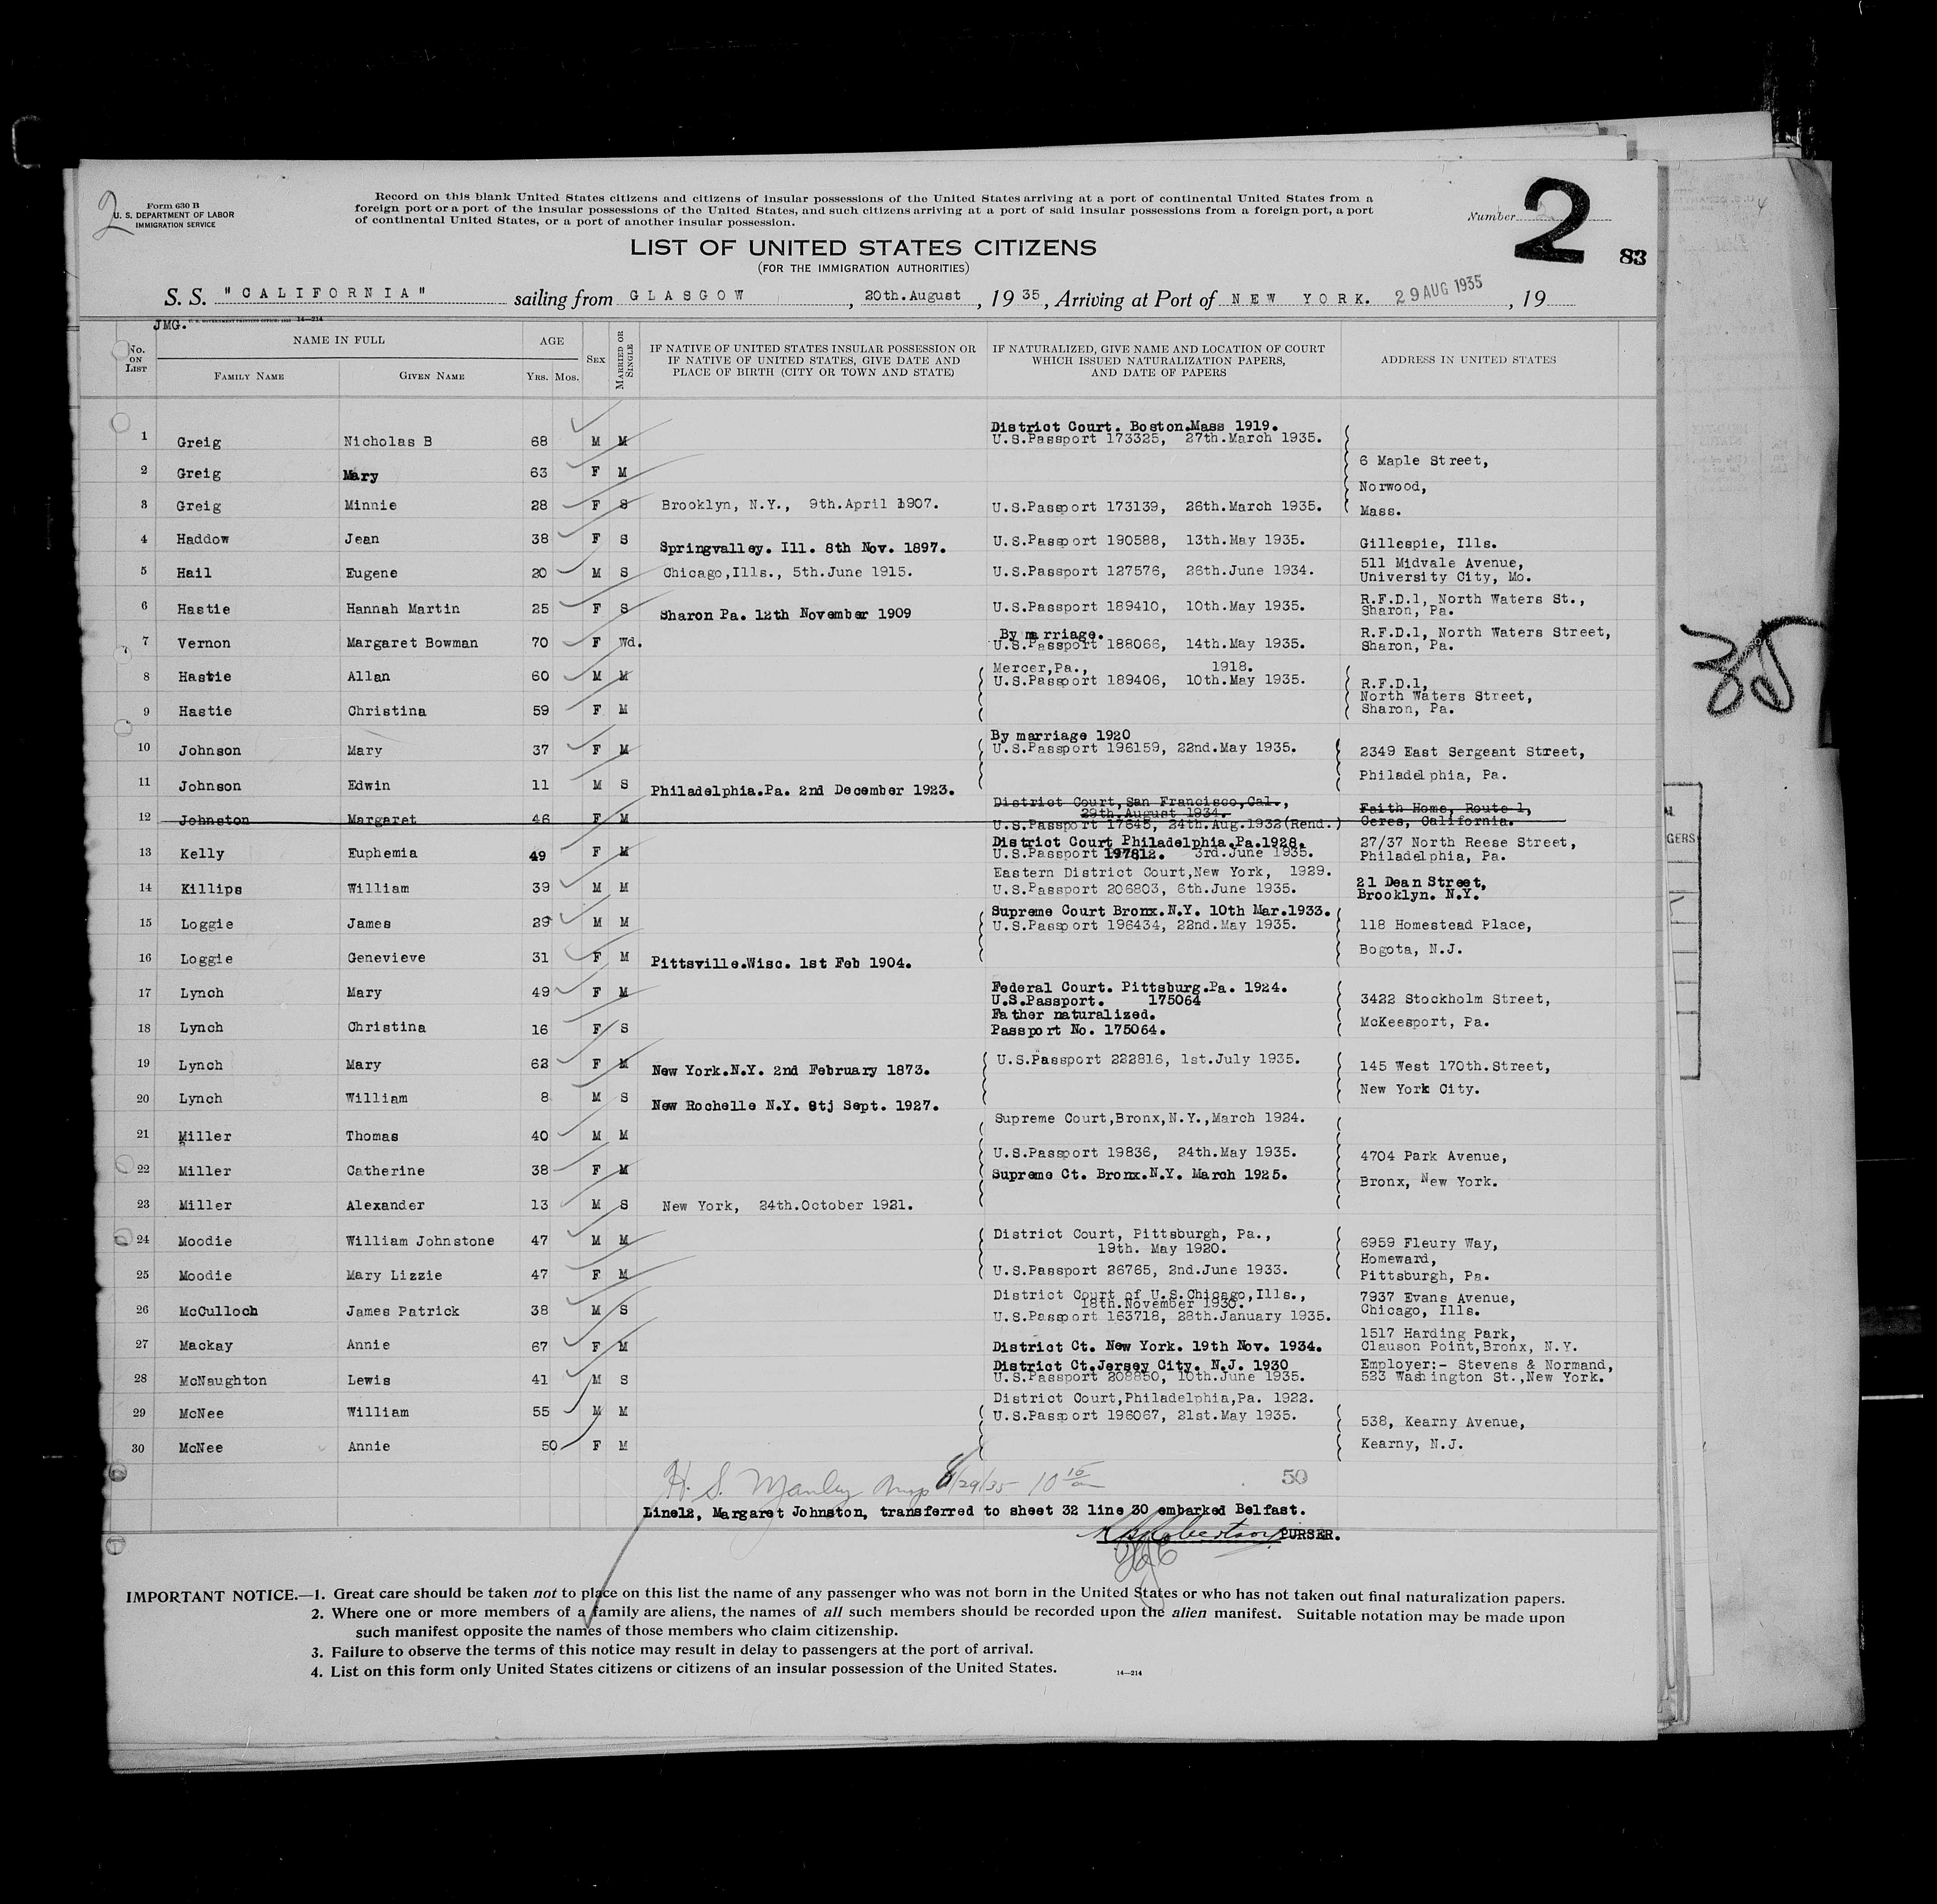 2
Form 630 B
U. S. DEPARTMENT OF LABOR
IMMIGRATION SERVICE
Record on this blank United States citizens and citizens of insular possessions of the United States arriving at a port of continental United States from a
foreign port or a port of the insular possessions of the United States, and such citizens arriving at a port of said insular possessions from a foreign port, a port
of continental United States, or a port of another insular possession.
Number 2
83
LIST OF UNITED STATES CITIZENS
(FOR THE IMMIGRATION AUTHORITIES)
S. S. "CALIFORNIA" sailing from GLASGOW, 20th.August, 1935, Arriving at Port of NEW YORK. 29 AUG 1935, 19
JMG. 14—214
No. ON LIST NAME IN FULL AGE SEX MARRIED OR SINGLE IF NATIVE OF UNITED STATES INSULAR POSSESSION OR IF NATIVE OF UNITED STATES, GIVE DATE AND PLACE OF BIRTH (CITY OR TOWN AND STATE) IF NATURALIZED, GIVE NAME AND LOCATION OF COURT WHICH ISSUED NATURALIZATION PAPERS, AND DATE OF PAPERS ADDRESS IN UNITED STATES
FAMILY NAME GIVEN NAME YRS. MOS.
District Court. Boston.Mass 1919.
1 Greig Nicholas B 68 M M U.S.Passport 173325, 27th.March 1935.
2 Greig Mary 63 F M 6 Maple Street,
Norwood,
3 Greig Minnie 28 F S Brooklyn, N.Y., 9th.April 1907. U.S.Passport 173139, 26th.March 1935. Mass.
4 Haddow Jean 38 F S Springvalley. Ill. 8th Nov. 1897. U.S.Passport 190588, 13th.May 1935. Gillespie, Ills.
5 Hail Eugene 20 M S Chicago,Ills., 5th.June 1915. U.S.Passport 127576, 26th.June 1934. 511 Midvale Avenue,
University City, Mo.
6 Hastie Hannah Martin 25 F S Sharon Pa. 12th November 1909 U.S.Passport 189410, 10th.May 1935. R.F.D.1, North Waters St.,
Sharon, Pa.
By marriage.
7 Vernon Margaret Bowman 70 F Wd. U.S.Passport 188066, 14th.May 1935. R.F.D.1, North Waters Street,
Sharon, Pa.
Mercer,Pa., 1918.
8 Hastie Allan 60 M M U.S.Passport 189406, 10th.May 1935. R.F.D.1,
North Waters Street,
9 Hastie Christina 59 F M Sharon, Pa.
By marriage 1920
10 Johnson Mary 37 F M U.S.Passport 196159, 22nd.May 1935. 2349 East Sergeant Street,
11 Johnson Edwin 11 M S Philadelphia.Pa. 2nd December 1923. Philadelphia, Pa.
District Court,San Francisco,Cal., Faith Home, Route 1,
29th.August 1934.
12 Johnston Margaret 46 F M U.S.Passport 17645, 24th.Aug.1932(Rend.) Ceres, California.
District Court Philadelphia.Pa.1928.
13 Kelly Euphemia 49 F M U.S.Passport 197812. 3rd.June 1935. 27/37 North Reese Street,
Philadelphia, Pa.
Eastern District Court,New York, 1929.
14 Killips William 39 M M U.S.Passport 206803, 6th.June 1935. 21 Dean Street,
Brooklyn. N.Y.
Supreme Court Bronx.N.Y. 10th Mar.1933.
15 Loggie James 29 M M U.S.Passport 196434, 22nd.May 1935. 118 Homestead Place,
16 Loggie Genevieve 31 F M Pittsville.Wisc. 1st Feb 1904. Bogota, N.J.
17 Lynch Mary 49 F M Federal Court. Pittsburg.Pa. 1924.
U.S.Passport. 175064 3422 Stockholm Street,
Father naturalized.
18 Lynch Christina 16 F S Passport No. 175064. McKeesport, Pa.
19 Lynch Mary 62 F M New York.N.Y. 2nd February 1873. U.S.Passport 222816, 1st.July 1935. 145 West 170th.Street,
20 Lynch William 8 M S New Rochelle N.Y. 8tj Sept. 1927. New York City.
Supreme Court,Bronx,N.Y.,March 1924.
21 Miller Thomas 40 M M
U.S.Passport 19836, 24th.May 1935. 4704 Park Avenue,
22 Miller Catherine 38 F M Supreme Ct. Bronx.N.Y. March 1925. Bronx, New York.
23 Miller Alexander 13 M S New York, 24th.October 1921.
24 Moodie William Johnstone 47 M M District Court, Pittsburgh, Pa.,
19th. May 1920. 6959 Fleury Way,
Homeward,
25 Moodie Mary Lizzie 47 F M U.S.Passport 26765, 2nd.June 1933. Pittsburgh, Pa.
District Court of U.S.Chicago,Ills.,
18th.November 1930.
26 McCulloch James Patrick 38 M S U.S.Passport 163718, 28th.January 1935. 7937 Evans Avenue,
Chicago, Ills.
27 Mackay Annie 67 F M District Ct. New York. 19th Nov. 1934. 1517 Harding Park,
Clauson Point,Bronx, N.Y.
District Ct.Jersey City. N.J. 1930
28 McNaughton Lewis 41 M S U.S.Passport 208850, 10th.June 1935. Employer:- Stevens & Normand,
523 Washington St.,New York.
District Court,Philadelphia,Pa. 1922.
29 McNee William 55 M M U.S.Passport 196067, 21st.May 1935. 538, Kearny Avenue,
30 McNee Annie 50 F M Kearny, N.J.
H. S. Manley Insp 8/29/35 10 15 am 50
Line12, Margaret Johnston, transferred to sheet 32 line 30 embarked Belfast.
Robertson PURSER.
IMPORTANT NOTICE.—1. Great care should be taken not to place on this list the name of any passenger who was not born in the United States or who has not taken out final naturalization papers.
2. Where one or more members of a family are aliens, the names of all such members should be recorded upon the alien manifest. Suitable notation may be made upon
such manifest opposite the names of those members who claim citizenship.
3. Failure to observe the terms of this notice may result in delay to passengers at the port of arrival.
4. List on this form only United States citizens or citizens of an insular possession of the United States.
14—214
GERS